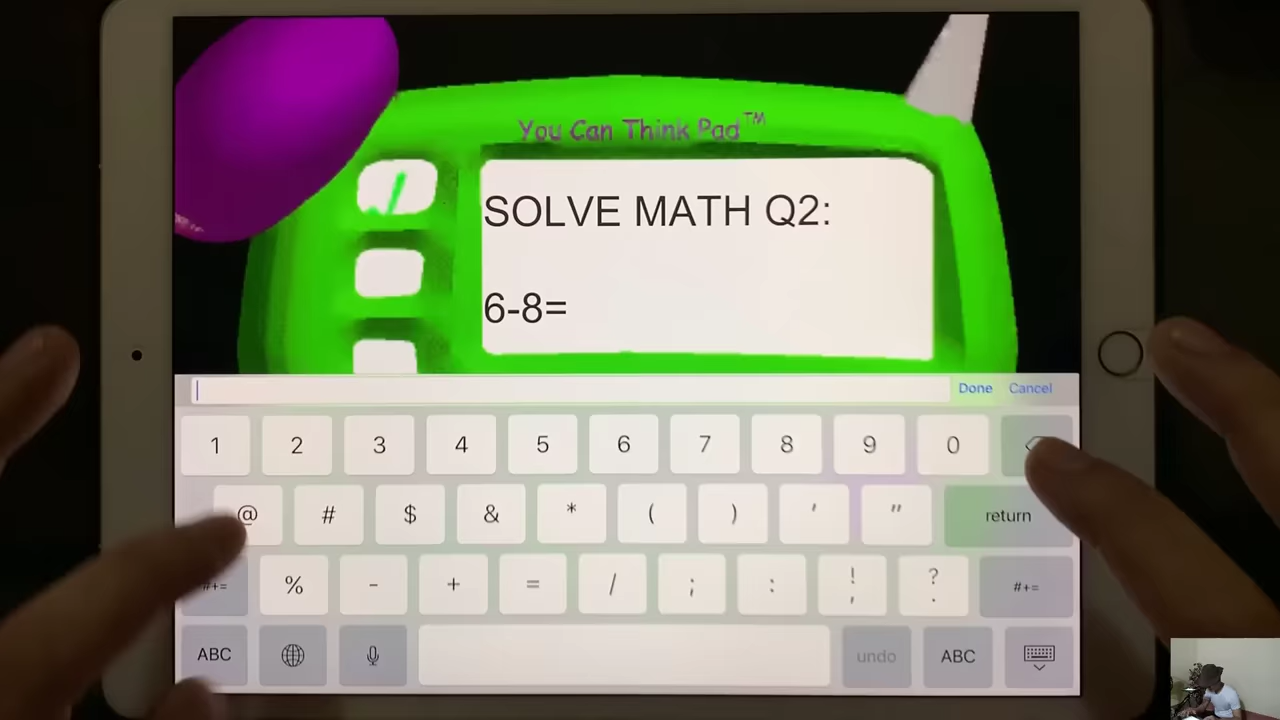 You Can Think Pad™
SOLVE MATH Q2:
6-8=
Done Cancel
1 2 3 4 5 6 7 8 9 0
@ # $ & * ( ) ' " return
#+= % - + = / ; : ! , ? . #+=
ABC undo ABC